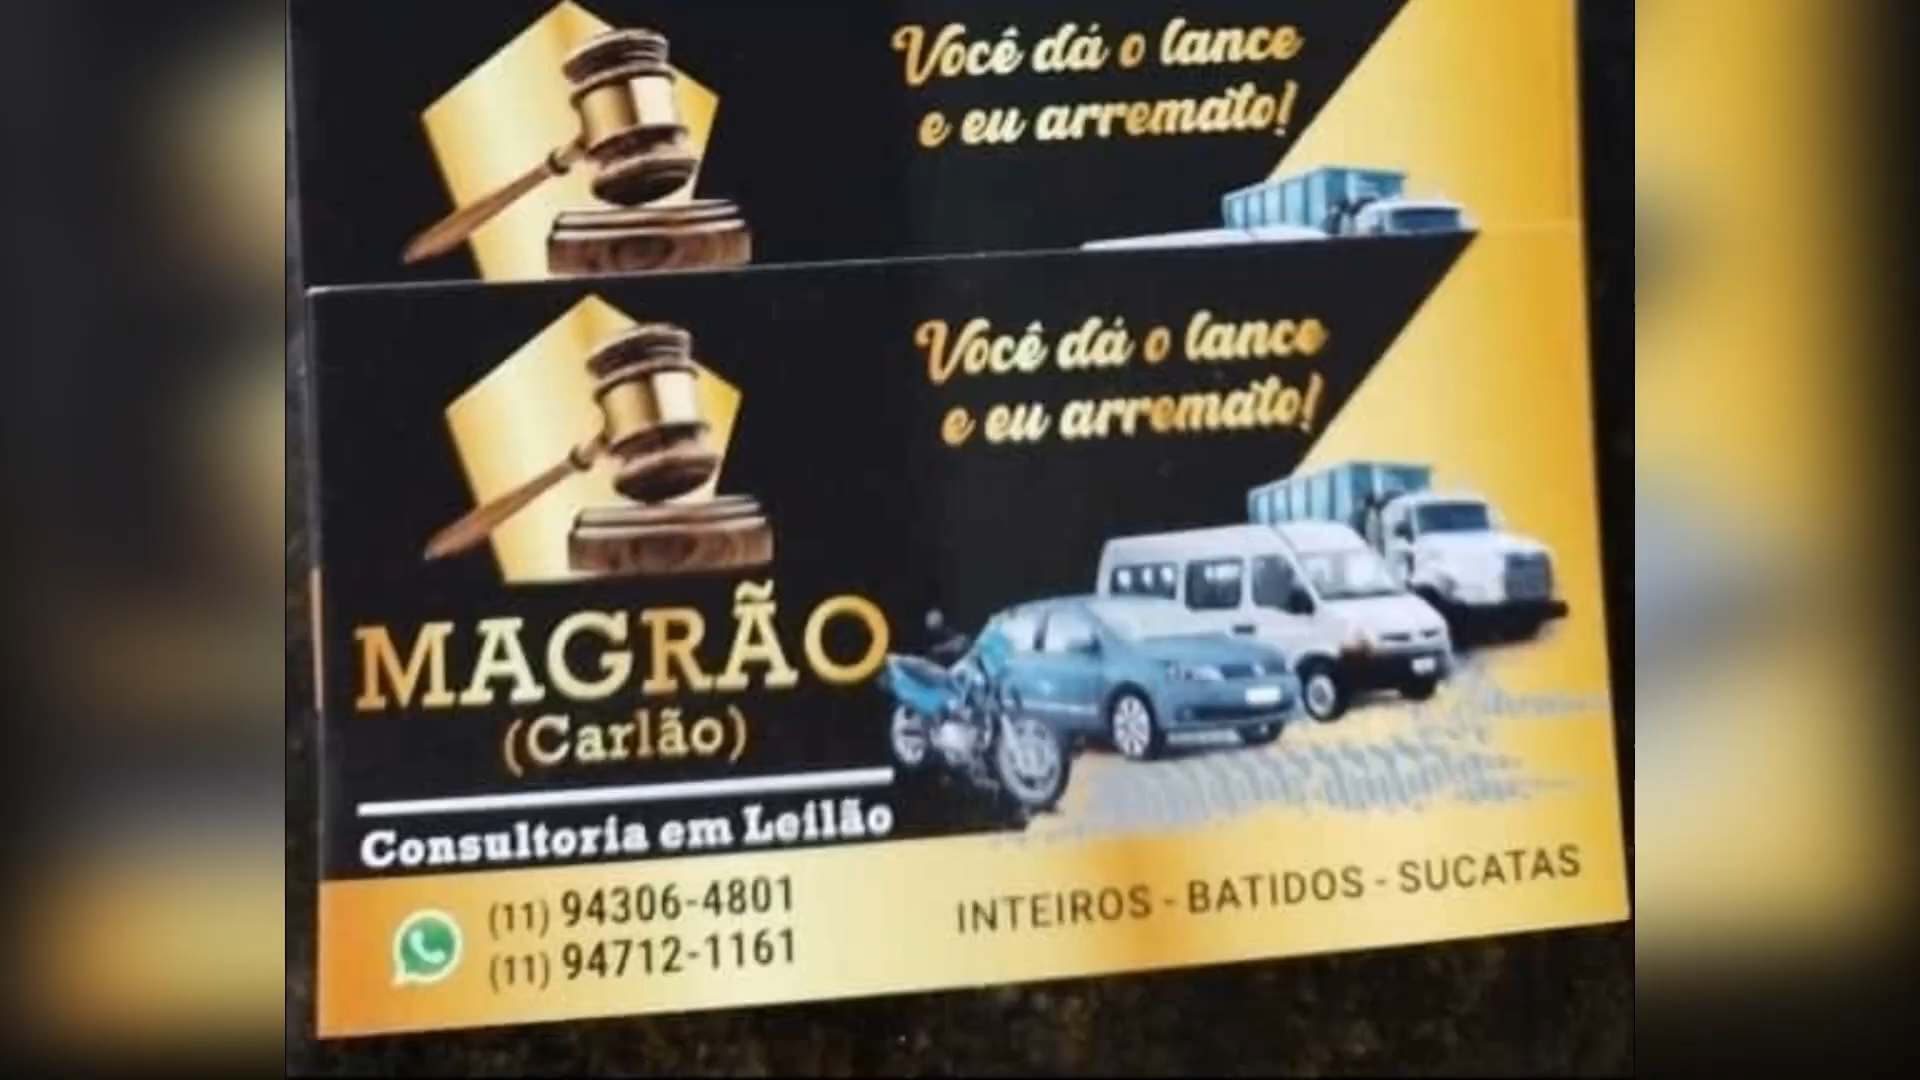 Você dá o lance
e eu arremato!
Você dá o lance
e eu arremato!
MAGRÃO
(Carlão)
Consultoria em Leilão
(11) 94306-4801
(11) 94712-1161
INTEIROS - BATIDOS - SUCATAS